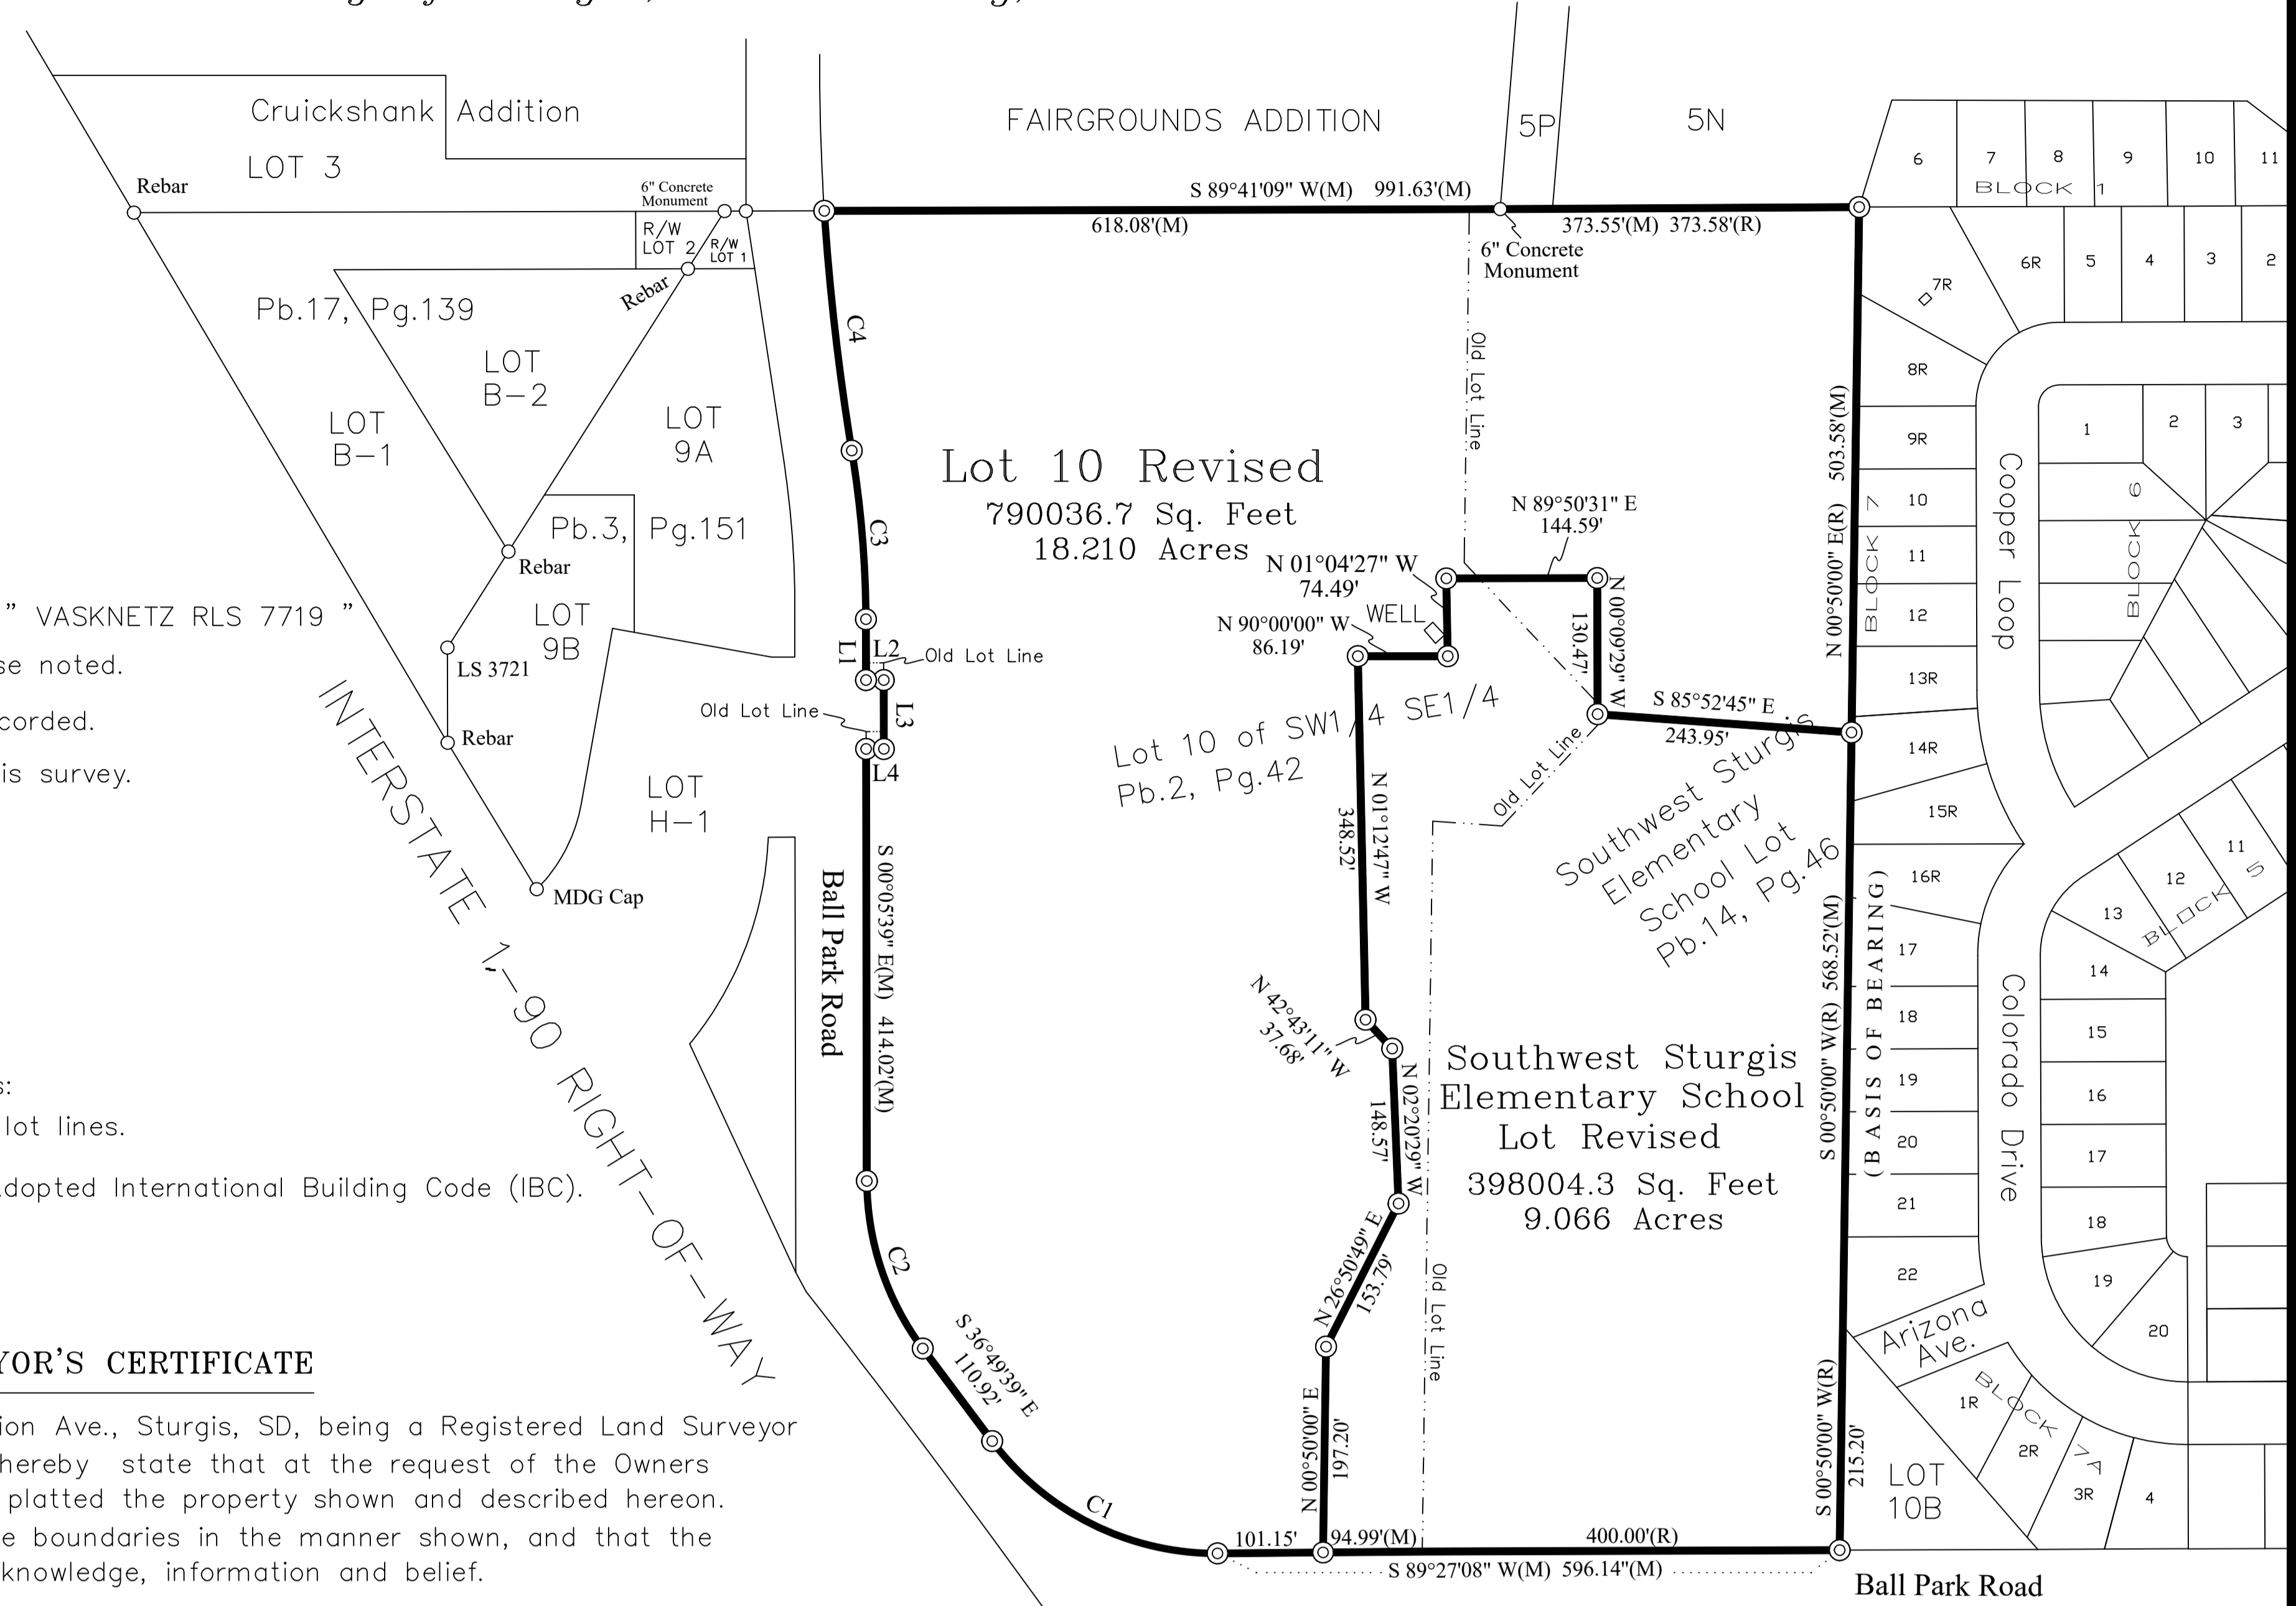 Cruickshank Addition
LOT 3
FAIRGROUNDS ADDITION
5P
5N
Rebar
6" Concrete
Monument
R/W
LOT 2
R/W
LOT 1
Rebar
S 89°41'09" W(M) 991.63'(M)
618.08'(M)
373.55'(M) 373.58'(R)
6" Concrete
Monument
6
7
8
9
10
11
BLOCK 1
7R
6R
5
4
3
2
Pb.17, Pg.139
LOT
B-2
LOT
B-1
LOT
9A
Pb.3, Pg.151
Rebar
LOT
9B
LS 3721
Rebar
LOT
H-1
MDG Cap
INTERSTATE 1-90 RIGHT-OF-WAY
" VASKNETZ RLS 7719 "
se noted.
corded.
is survey.
s:
lot lines.
dopted International Building Code (IBC).
YOR'S CERTIFICATE
ion Ave., Sturgis, SD, being a Registered Land Surveyor
hereby state that at the request of the Owners
platted the property shown and described hereon.
e boundaries in the manner shown, and that the
knowledge, information and belief.
C4
C3
L1
L2
Old Lot Line
L3
Old Lot Line
L4
S 00°05'39" E(M) 414.02'(M)
Ball Park Road
C2
S 36°49'39" E
110.92'
C1
Lot 10 Revised
790036.7 Sq. Feet
18.210 Acres
Old Lot Line
N 89°50'31" E
144.59'
N 01°04'27" W
74.49'
WELL
N 90°00'00" W
86.19'
N 00°09'29" W
130.47'
S 85°52'45" E
243.95'
Lot 10 of SW1/4 SE1/4
Pb.2, Pg.42
Old Lot Line
Southwest Sturgis
Elementary
School Lot
Pb.14, Pg.46
N 01°12'47" W
348.52'
N 42°43'11" W
37.68'
N 02°20'29" W
148.57'
N 26°50'49" E
153.79'
N 00°50'00" E
197.20'
Old Lot Line
Southwest Sturgis
Elementary School
Lot Revised
398004.3 Sq. Feet
9.066 Acres
101.15'
94.99'(M)
400.00'(R)
S 89°27'08" W(M) 596.14"(M)
Ball Park Road
N 00°50'00" E(R) 503.58'(M)
S 00°50'00" W(R) 568.52'(M)
(BASIS OF BEARING)
S 00°50'00" W(R)
215.20'
8R
9R
10
11
12
13R
14R
15R
16R
17
18
19
20
21
22
BLOCK 7
Cooper Loop
Colorado Drive
Arizona
Ave.
1
2
3
BLOCK 6
11
12
13
BLOCK 5
14
15
16
17
18
19
20
1R
2R
3R
4
BLOCK 7A
LOT
10B